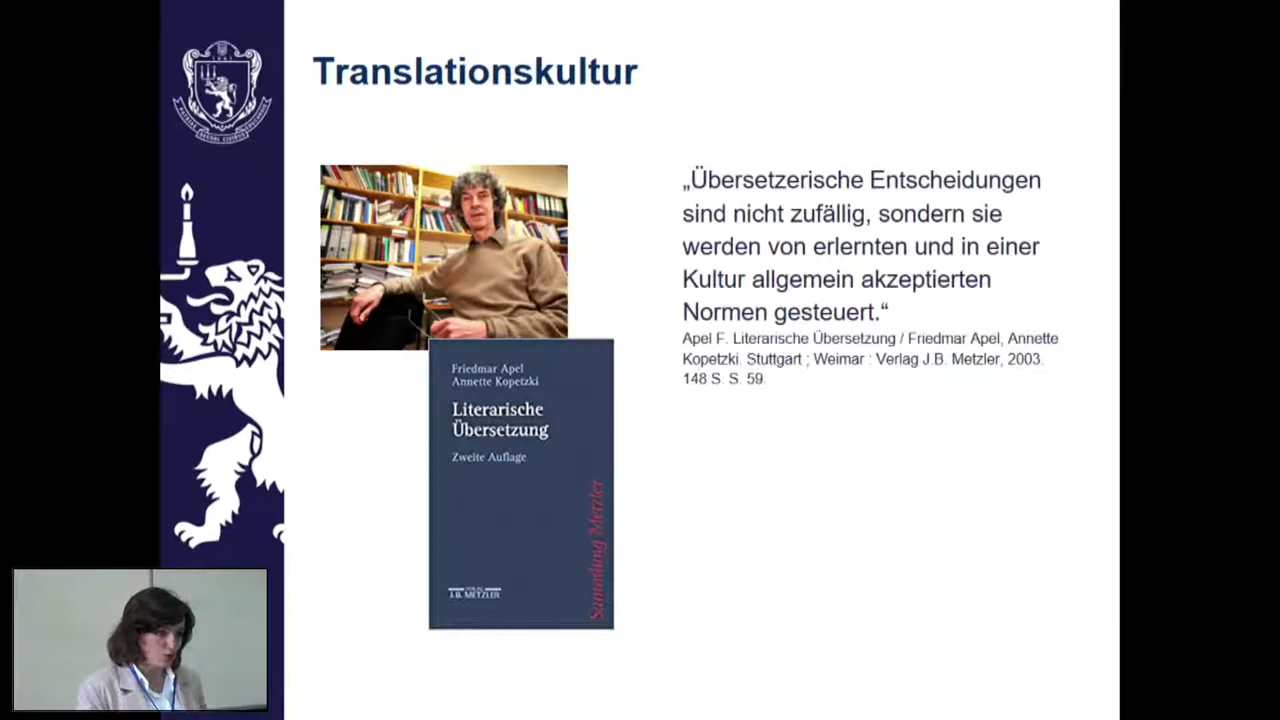 Translationskultur
„Übersetzerische Entscheidungen
sind nicht zufällig, sondern sie
werden von erlernten und in einer
Kultur allgemein akzeptierten
Normen gesteuert.“
Apel F. Literarische Übersetzung / Friedmar Apel, Annette
Kopetzki. Stuttgart ; Weimar : Verlag J.B. Metzler, 2003.
148 S. S. 59.
Friedmar Apel
Annette Kopetzki
Literarische
Übersetzung
Zweite Auflage
Sammlung Metzler
VERLAG
J.B. METZLER